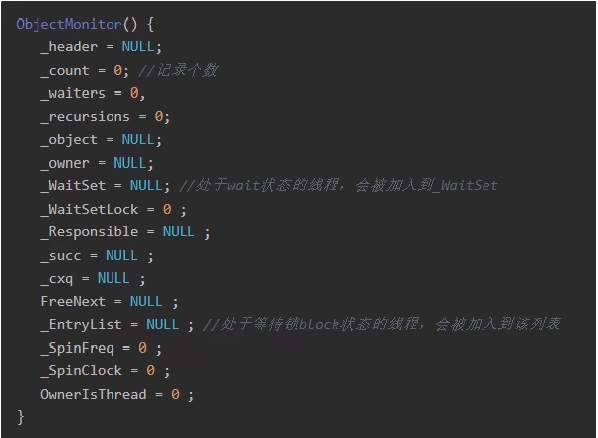 ObjectMonitor() {
_header = NULL;
_count = 0; //记录个数
_waiters = 0,
_recursions = 0;
_object = NULL;
_owner = NULL;
_WaitSet = NULL; //处于wait状态的线程，会被加入到_WaitSet
_WaitSetLock = 0 ;
_Responsible = NULL ;
_succ = NULL ;
_cxq = NULL ;
FreeNext = NULL ;
_EntryList = NULL ; //处于等待锁block状态的线程，会被加入到该列表
_SpinFreq = 0 ;
_SpinClock = 0 ;
OwnerIsThread = 0 ;
}